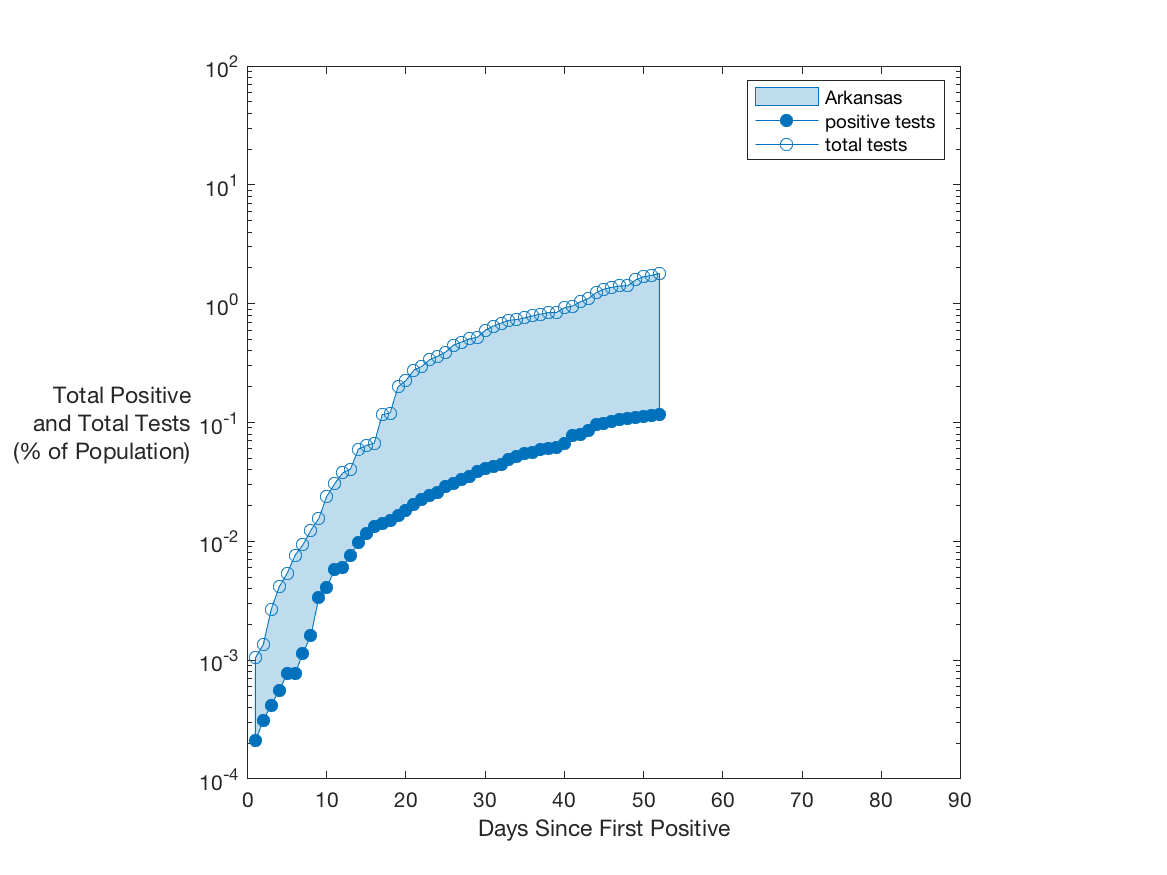 10^2
10^1
10^0
10^-1
10^-2
10^-3
10^-4
Total Positive
and Total Tests
(% of Population)
Arkansas
positive tests
total tests
0 10 20 30 40 50 60 70 80 90
Days Since First Positive